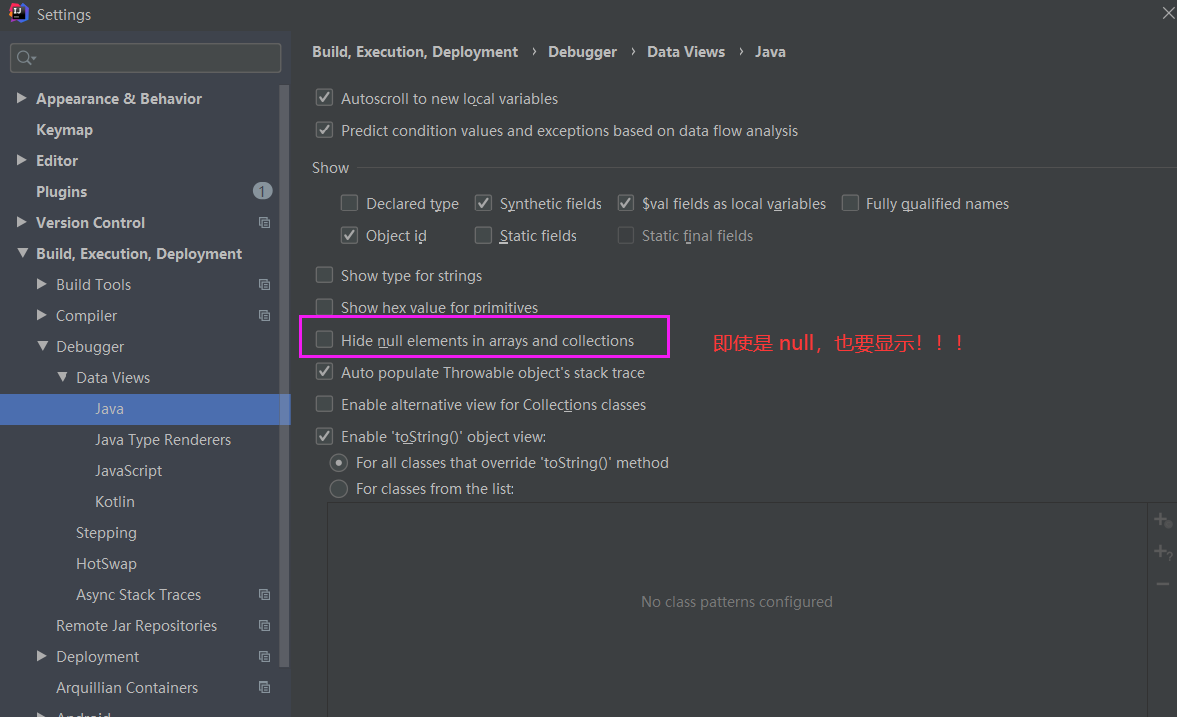 Settings
Appearance & Behavior
Keymap
Editor
Plugins 1
Version Control
Build, Execution, Deployment
Build Tools
Compiler
Debugger
Data Views
Java
Java Type Renderers
JavaScript
Kotlin
Stepping
HotSwap
Async Stack Traces
Remote Jar Repositories
Deployment
Arquillian Containers
Android
Build, Execution, Deployment › Debugger › Data Views › Java
Autoscroll to new local variables
Predict condition values and exceptions based on data flow analysis
Show
Declared type Synthetic fields $val fields as local variables Fully qualified names
Object id Static fields Static final fields
Show type for strings
Show hex value for primitives
Hide null elements in arrays and collections 即使是 null，也要显示！！！
Auto populate Throwable object's stack trace
Enable alternative view for Collections classes
Enable 'toString()' object view:
For all classes that override 'toString()' method
For classes from the list:
No class patterns configured